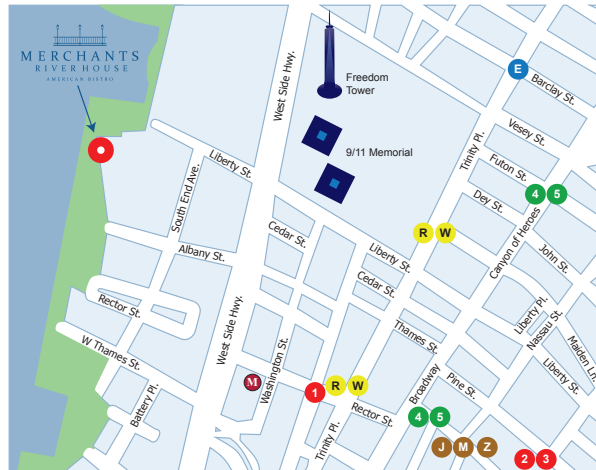 MERCHANTS
RIVER HOUSE
AMERICAN BISTRO
West Side Hwy.
Freedom
Tower
E
Barclay St.
Vesey St.
Trinity Pl.
9/11 Memorial
Futon St.
Liberty St.
4 5
Dey St.
South End Ave.
Canyon of Heroes
R W
Cedar St.
John St.
Albany St.
Liberty St.
Cedar St.
Rector St.
Liberty Pl.
Thames St.
Nassau St.
Maiden Ln.
West Side Hwy.
W Thames St.
Washington St.
Liberty St.
Pine St.
Broadway
M
1
R W
Battery Pl.
Rector St.
4 5
Trinity Pl.
J M Z
2 3